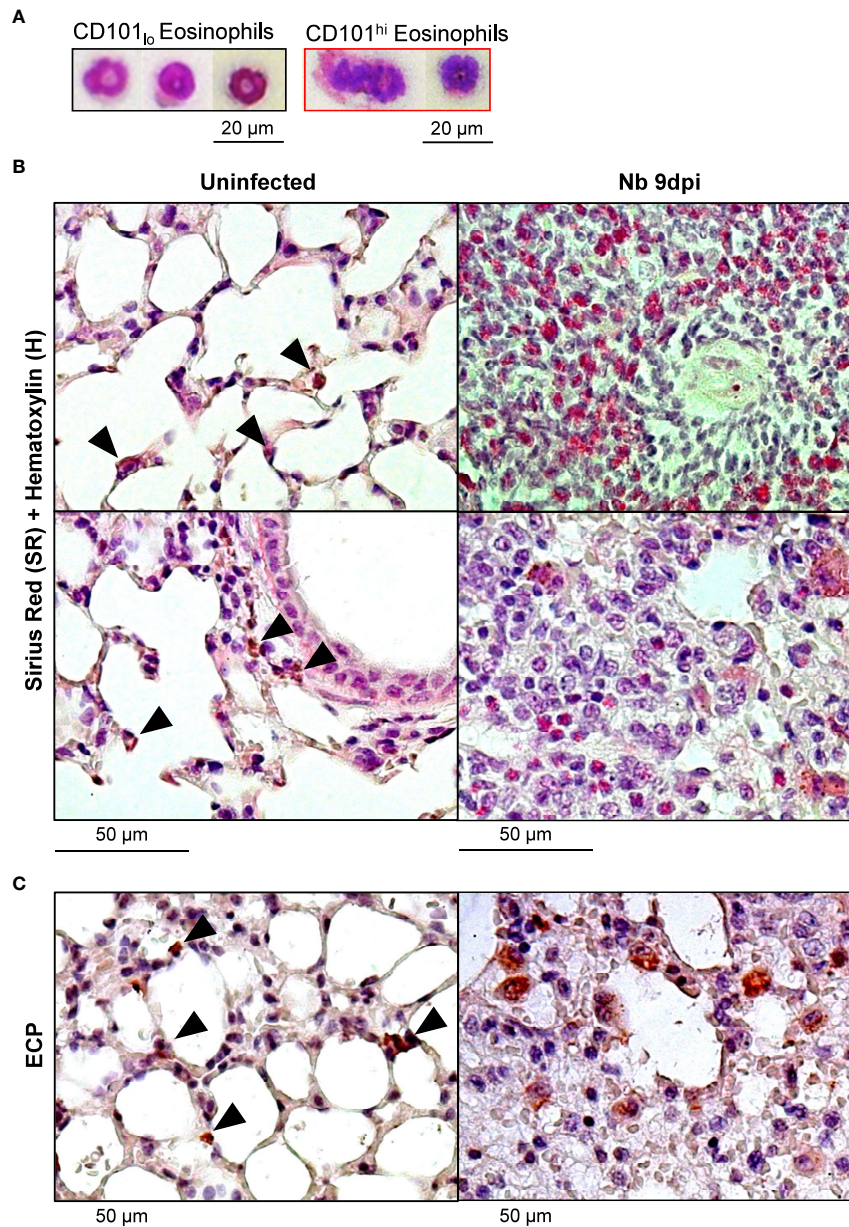 A
CD101lo Eosinophils
CD101hi Eosinophils
20 µm
20 µm
B
Uninfected
Nb 9dpi
Sirius Red (SR) + Hematoxylin (H)
50 µm
50 µm
C
ECP
50 µm
50 µm